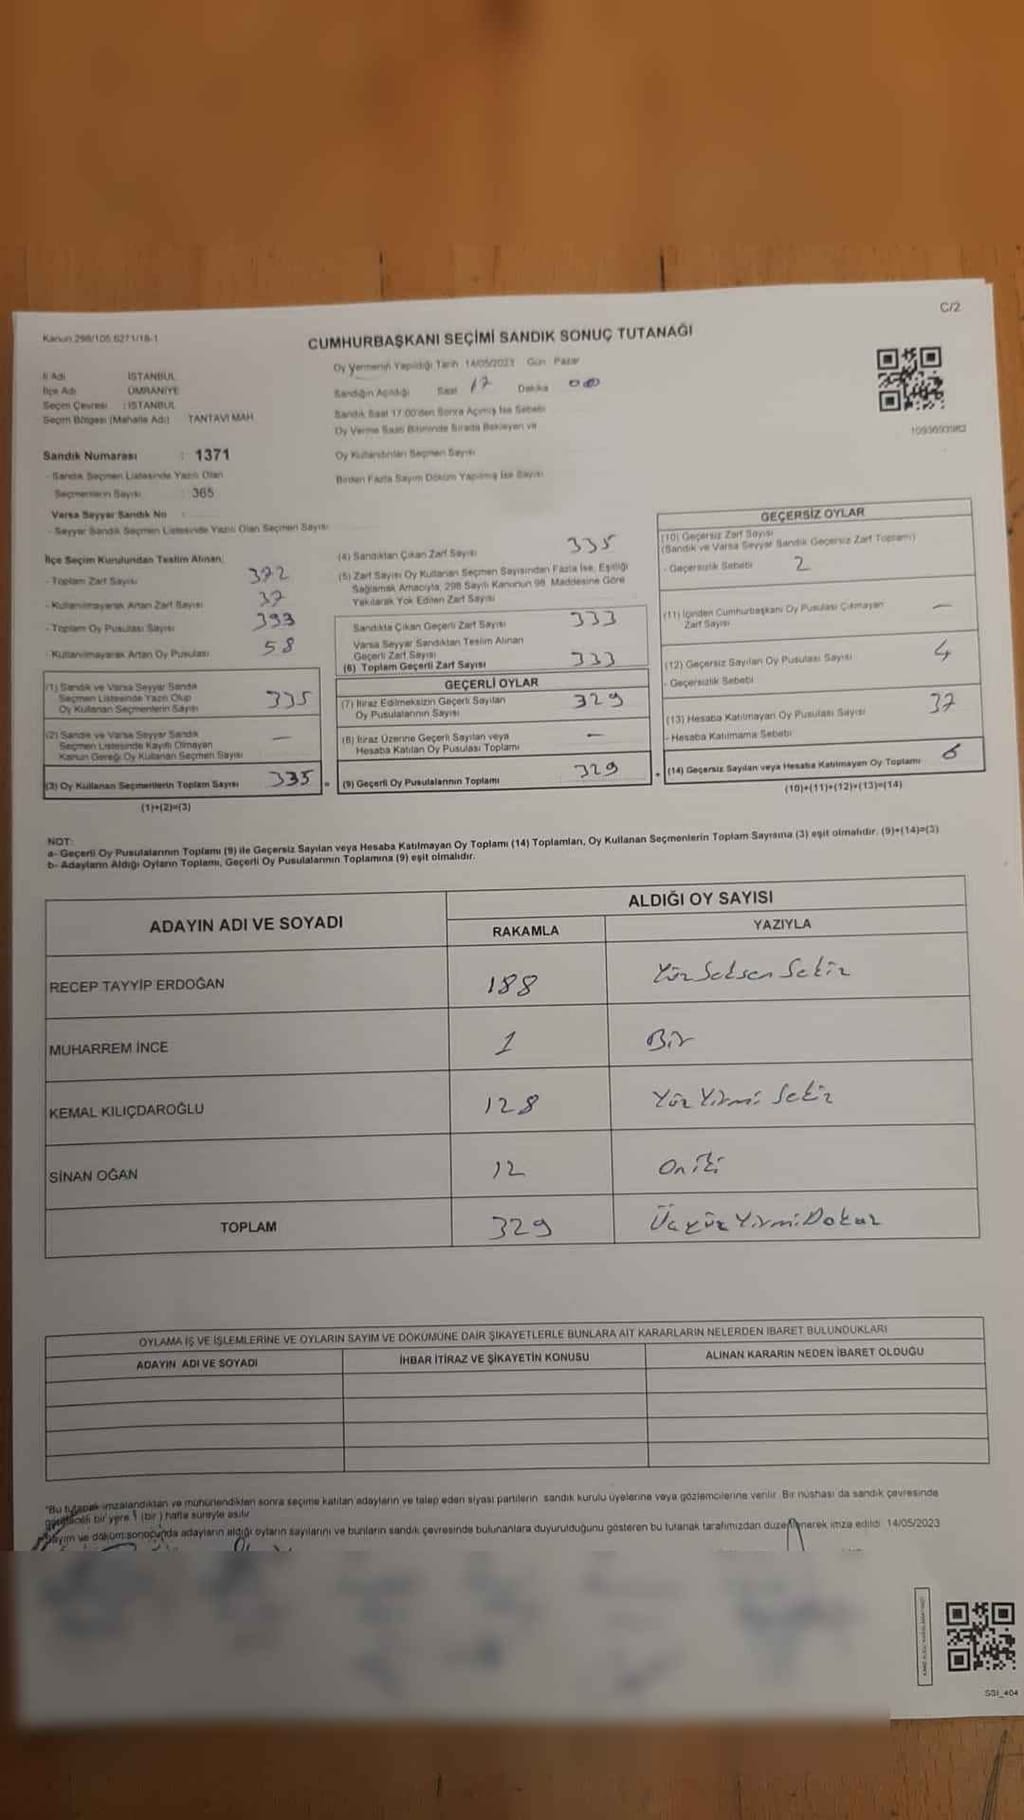 C/2
Kanun 298/105 6271/18-1
CUMHURBAŞKANI SEÇİMİ SANDIK SONUÇ TUTANAĞI
Oy Vermenin Yapıldığı Tarih 14/05/2023 Gün Pazar
İl Adı İSTANBUL
İlçe Adı ÜMRANİYE
Seçim Çevresi : İSTANBUL
Seçim Bölgesi (Mahalle Adı) TANTAVİ MAH
Sandığın Açıldığı Saat 17 Dakika 00
Sandık Saat 17:00'den Sonra Açılmış İse Sebebi
Oy Verme Saati Bitiminde Sırada Bekleyen ve
Oy Kullandırılan Seçmen Sayısı
Birden Fazla Sayım Döküm Yapılmış İse Sayısı
Sandık Numarası : 1371
- Sandık Seçmen Listesinde Yazılı Olan
Seçmenlerin Sayısı : 365
Varsa Seyyar Sandık No :
- Seyyar Sandık Seçmen Listesinde Yazılı Olan Seçmen Sayısı
İlçe Seçim Kurulundan Teslim Alınan;
- Toplam Zarf Sayısı 372
- Kullanılmayarak Artan Zarf Sayısı 37
- Toplam Oy Pusulası Sayısı 393
- Kullanılmayarak Artan Oy Pusulası 58
(1) Sandık ve Varsa Seyyar Sandık
Seçmen Listesinde Yazılı Olup
Oy Kullanan Seçmenlerin Sayısı 335
(2) Sandık ve Varsa Seyyar Sandık
Seçmen Listesinde Kayıtlı Olmayan
Kanun Gereği Oy Kullanan Seçmen Sayısı —
(3) Oy Kullanan Seçmenlerin Toplam Sayısı 335 =
(1)+(2)=(3)
(4) Sandıktan Çıkan Zarf Sayısı 335
(5) Zarf Sayısı Oy Kullanan Seçmen Sayısından Fazla İse, Eşitliği
Sağlamak Amacıyla, 298 Sayılı Kanunun 98. Maddesine Göre
Yakılarak Yok Edilen Zarf Sayısı
Sandıkta Çıkan Geçerli Zarf Sayısı 333
Varsa Seyyar Sandıktan Teslim Alınan
Geçerli Zarf Sayısı
(6) Toplam Geçerli Zarf Sayısı 333
GEÇERLİ OYLAR
(7) İtiraz Edilmeksizin Geçerli Sayılan
Oy Pusulalarının Sayısı 329
(8) İtiraz Üzerine Geçerli Sayılan veya
Hesaba Katılan Oy Pusulası Toplamı —
(9) Geçerli Oy Pusulalarının Toplamı 329 +
GEÇERSİZ OYLAR
(10) Geçersiz Zarf Sayısı
(Sandık ve Varsa Seyyar Sandık Geçersiz Zarf Toplamı)
- Geçersizlik Sebebi 2
(11) İçinden Cumhurbaşkanı Oy Pusulası Çıkmayan
Zarf Sayısı —
(12) Geçersiz Sayılan Oy Pusulası Sayısı 4
- Geçersizlik Sebebi
(13) Hesaba Katılmayan Oy Pusulası Sayısı 37
- Hesaba Katılmama Sebebi
(14) Geçersiz Sayılan veya Hesaba Katılmayan Oy Toplamı 6
(10)+(11)+(12)+(13)=(14)
NOT:
a- Geçerli Oy Pusulalarının Toplamı (9) ile Geçersiz Sayılan veya Hesaba Katılmayan Oy Toplamı (14) Toplamları, Oy Kullanan Seçmenlerin Toplam Sayısına (3) eşit olmalıdır. (9)+(14)=(3)
b- Adayların Aldığı Oyların Toplamı, Geçerli Oy Pusulalarının Toplamına (9) eşit olmalıdır.
ADAYIN ADI VE SOYADI
ALDIĞI OY SAYISI
RAKAMLA YAZIYLA
RECEP TAYYİP ERDOĞAN 188 Yüz Seksen Sekiz
MUHARREM İNCE 1 Bir
KEMAL KILIÇDAROĞLU 128 Yüz Yirmi Sekiz
SİNAN OĞAN 12 On iki
TOPLAM 329 Üç yüz Yirmi Dokuz
OYLAMA İŞ VE İŞLEMLERİNE VE OYLARIN SAYIM VE DÖKÜMÜNE DAİR ŞİKAYETLERLE BUNLARA AİT KARARLARIN NELERDEN İBARET BULUNDUKLARI
ADAYIN ADI VE SOYADI İHBAR İTİRAZ VE ŞİKAYETİN KONUSU ALINAN KARARIN NEDEN İBARET OLDUĞU
"Bu tutanak imzalandıktan ve mühürlendikten sonra seçime katılan adayların ve talep eden siyasi partilerin sandık kurulu üyelerine veya gözlemcilerine verilir. Bir nüshası da sandık çevresinde
bir yere 1 (bir) hafta süreyle asılır
Sayım ve döküm sonucunda adayların aldığı oyların sayılarını ve bunların sandık çevresinde bulunanlara duyurulduğunu gösteren bu tutanak tarafımızdan düzenlenerek imza edildi. 14/05/2023
SSI_404